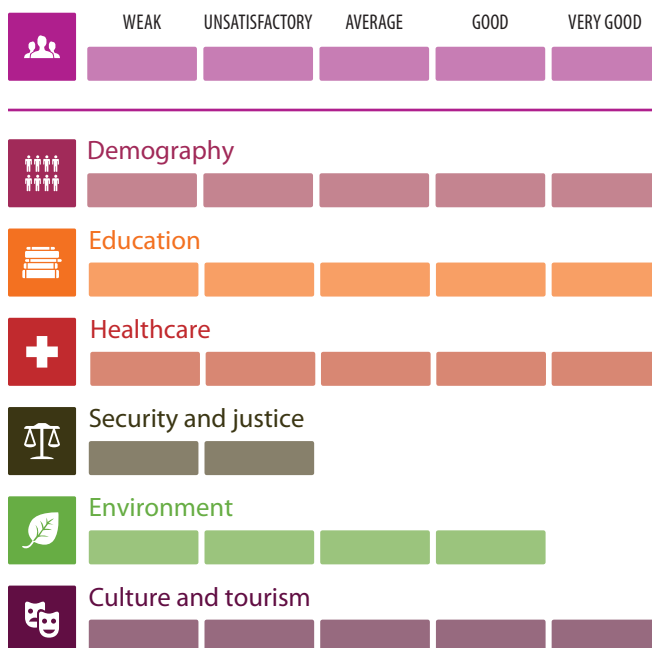 WEAK UNSATISFACTORY AVERAGE GOOD VERY GOOD
Demography
Education
Healthcare
Security and justice
Environment
Culture and tourism